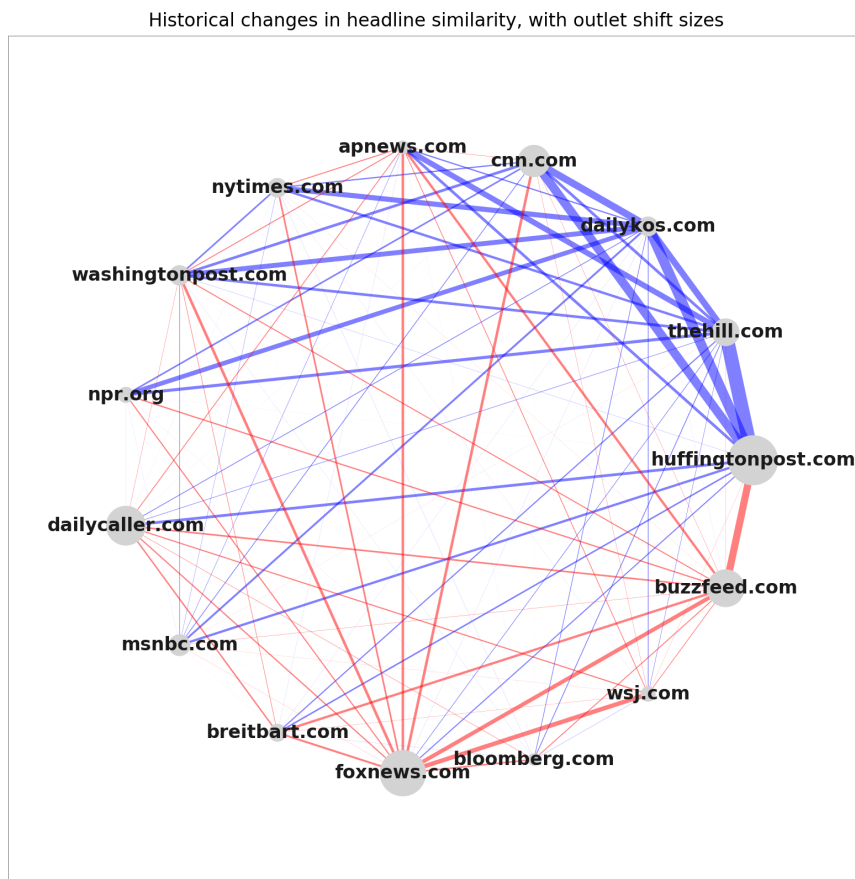 Historical changes in headline similarity, with outlet shift sizes
apnews.com
cnn.com
nytimes.com
dailykos.com
washingtonpost.com
thehill.com
npr.org
huffingtonpost.com
dailycaller.com
buzzfeed.com
msnbc.com
wsj.com
breitbart.com
bloomberg.com
foxnews.com